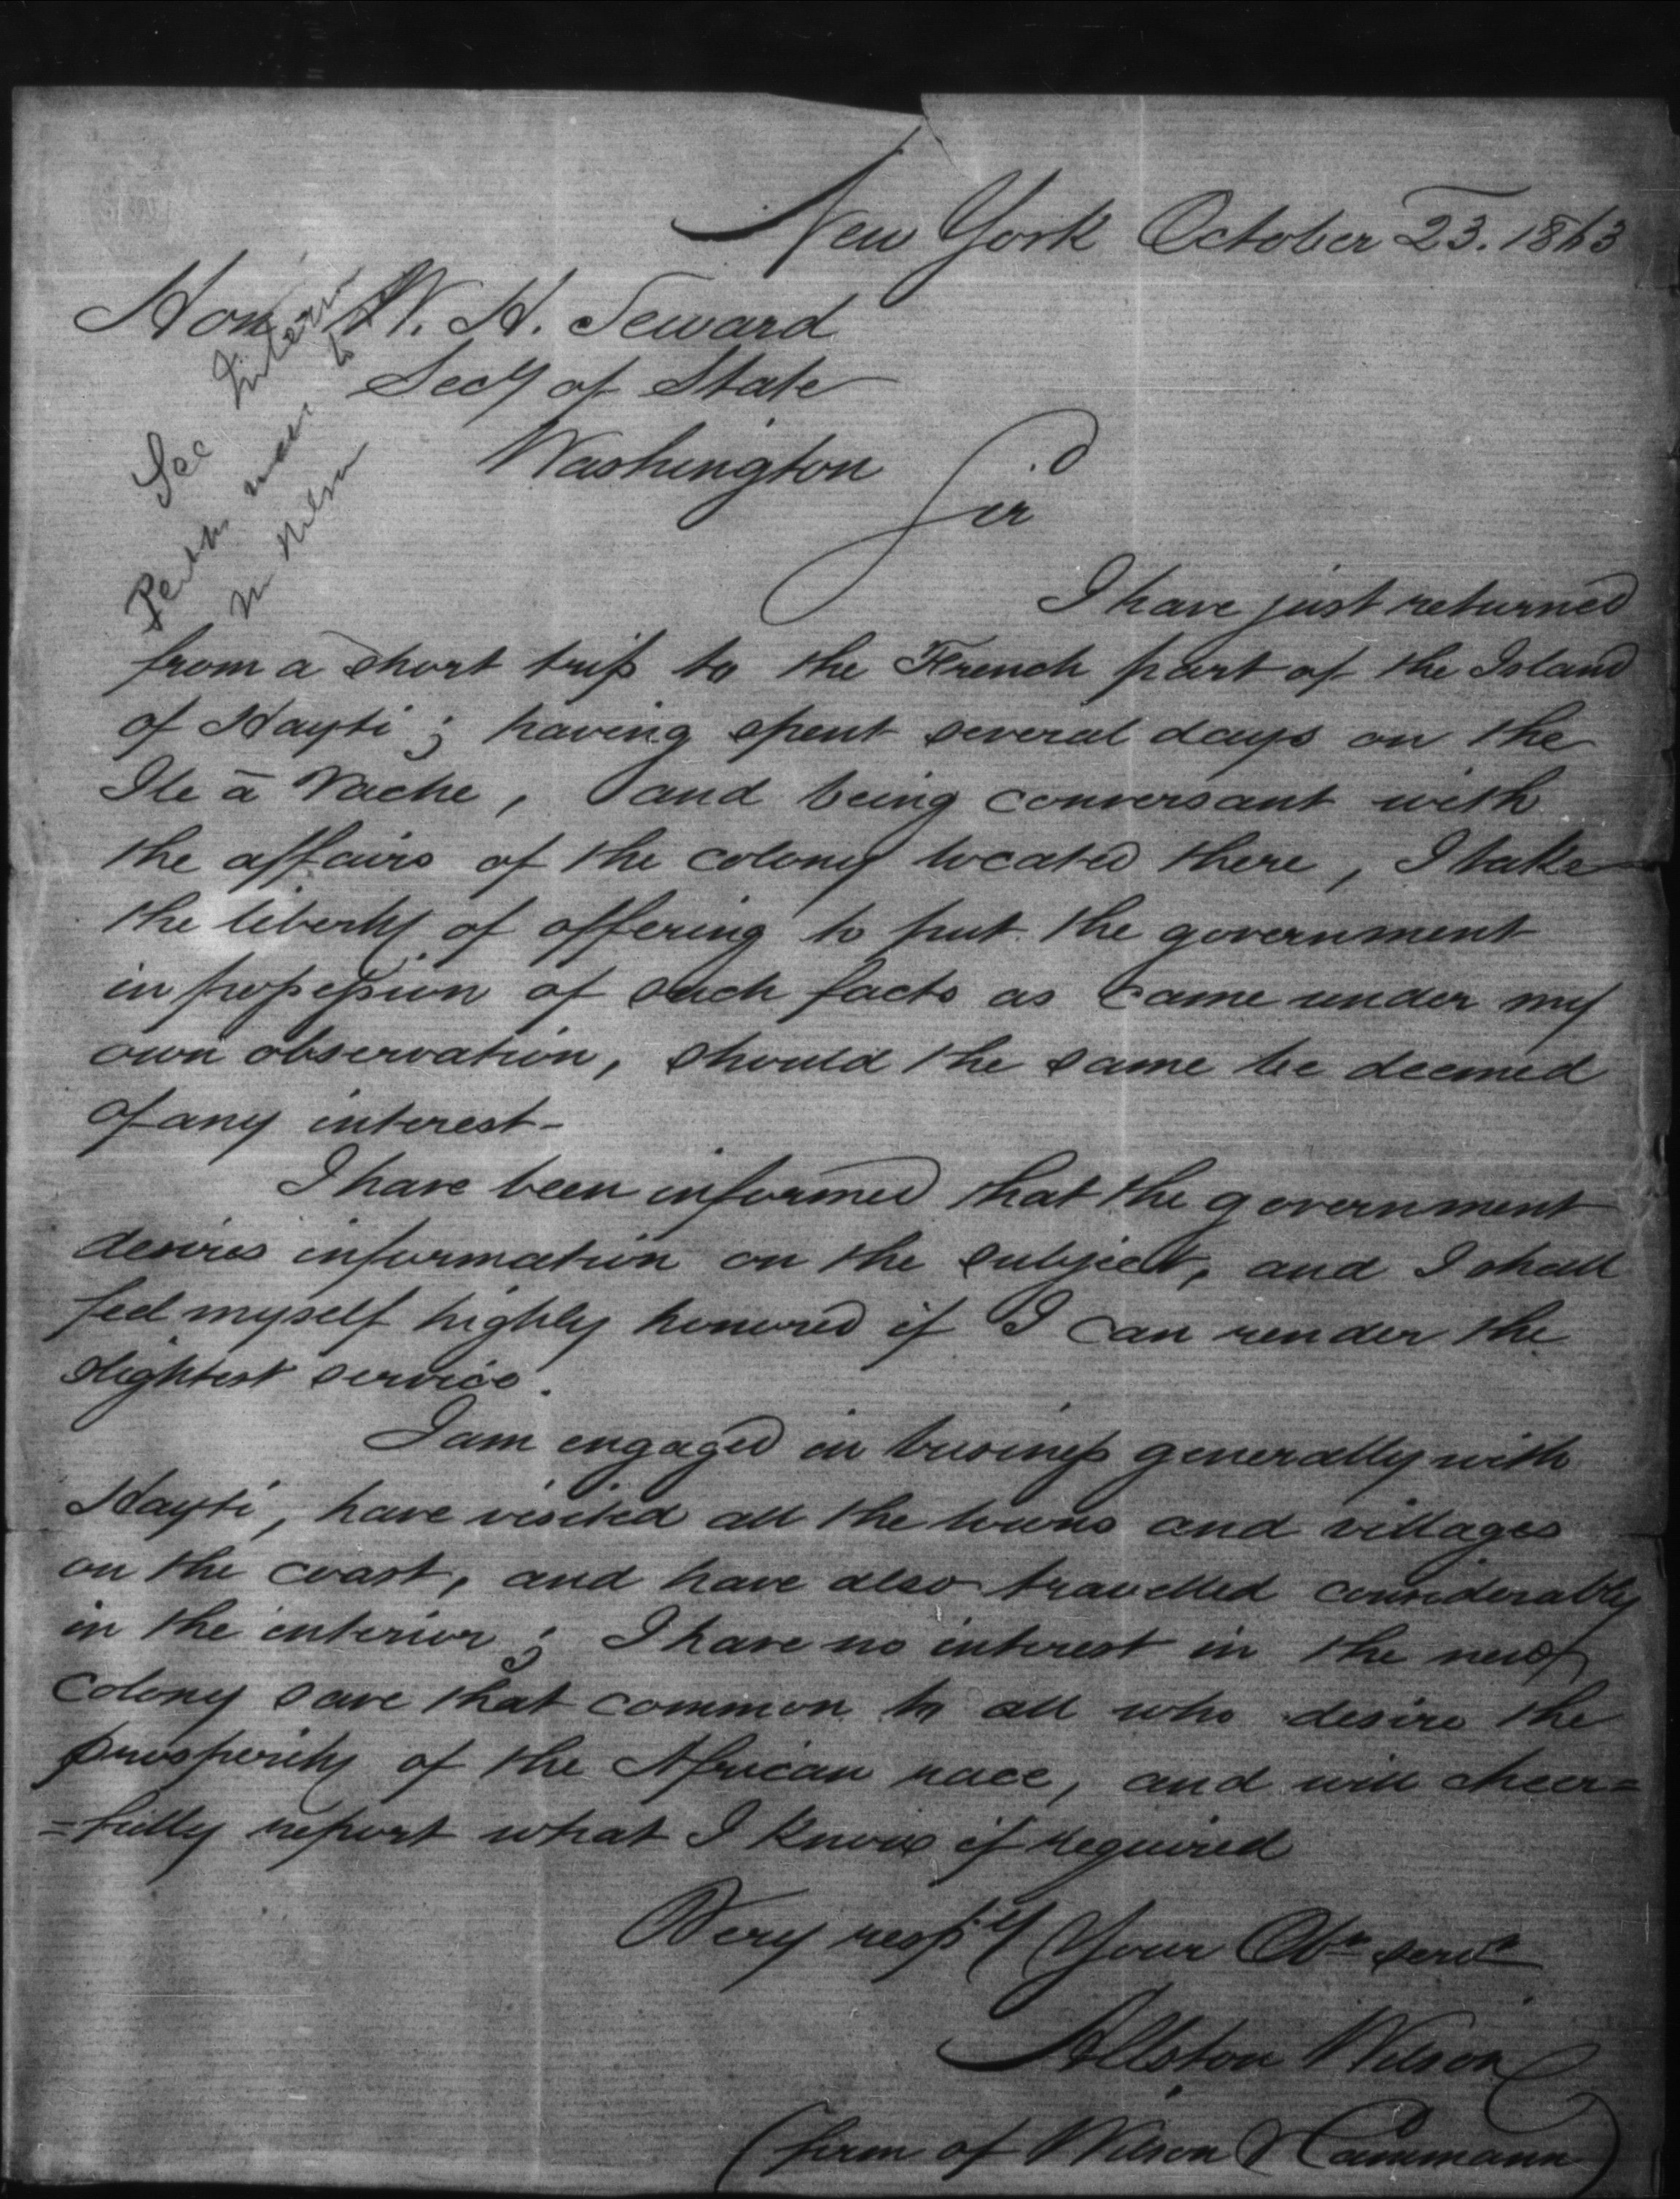 New York October 23. 1863
Hon W. H. Seward
Secy of State
Washington
Sir
See Interior
to
Mr Wilson
I have just returned
from a short trip to the French part of the Island
of Hayti ; having spent several days on the
Ile à Vache , and being conversant with
the affairs of the colony located there , I take
the liberty of offering to put the government
in possession of such facts as came under my
own observation, should the same be deemed
of any interest -
I have been informed that the government
desires information on the subject, and I shall
feel myself highly honored if I can render the
slightest service.
I am engaged in business generally with
Hayti, have visited all the towns and villages
on the coast, and have also travelled considerably
in the interior ; I have no interest in the new
colony save that common to all who desire the
prosperity of the African race, and will cheer=
=fully report what I know if required
Very respy Your Obt servt
Allston Wilson
(firm of Wilson & Cammann)